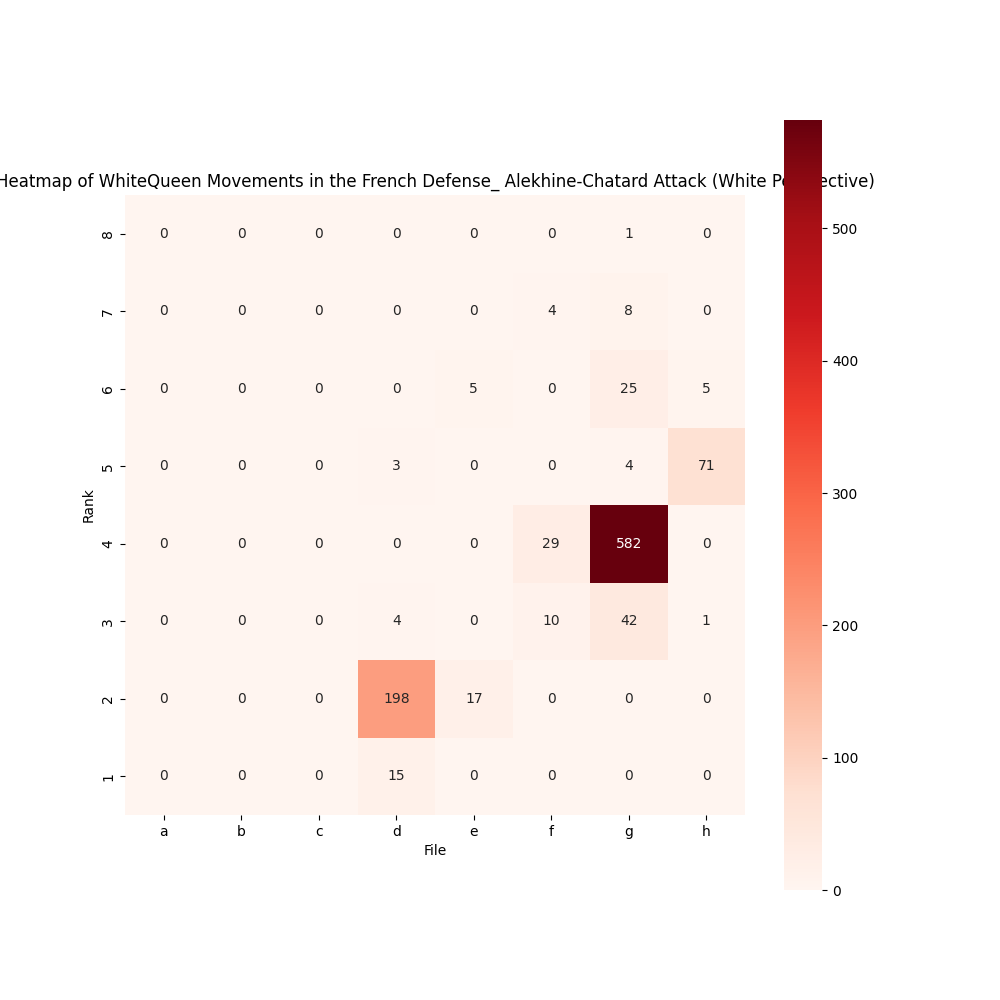 Heatmap of WhiteQueen Movements in the French Defense_ Alekhine-Chatard Attack (White Perspective)
8 0 0 0 0 0 0 1 0
7 0 0 0 0 0 4 8 0
6 0 0 0 0 5 0 25 5
5 0 0 0 3 0 0 4 71
4 0 0 0 0 0 29 582 0
3 0 0 0 4 0 10 42 1
2 0 0 0 198 17 0 0 0
1 0 0 0 15 0 0 0 0
a b c d e f g h
File
Rank
500
400
300
200
100
0